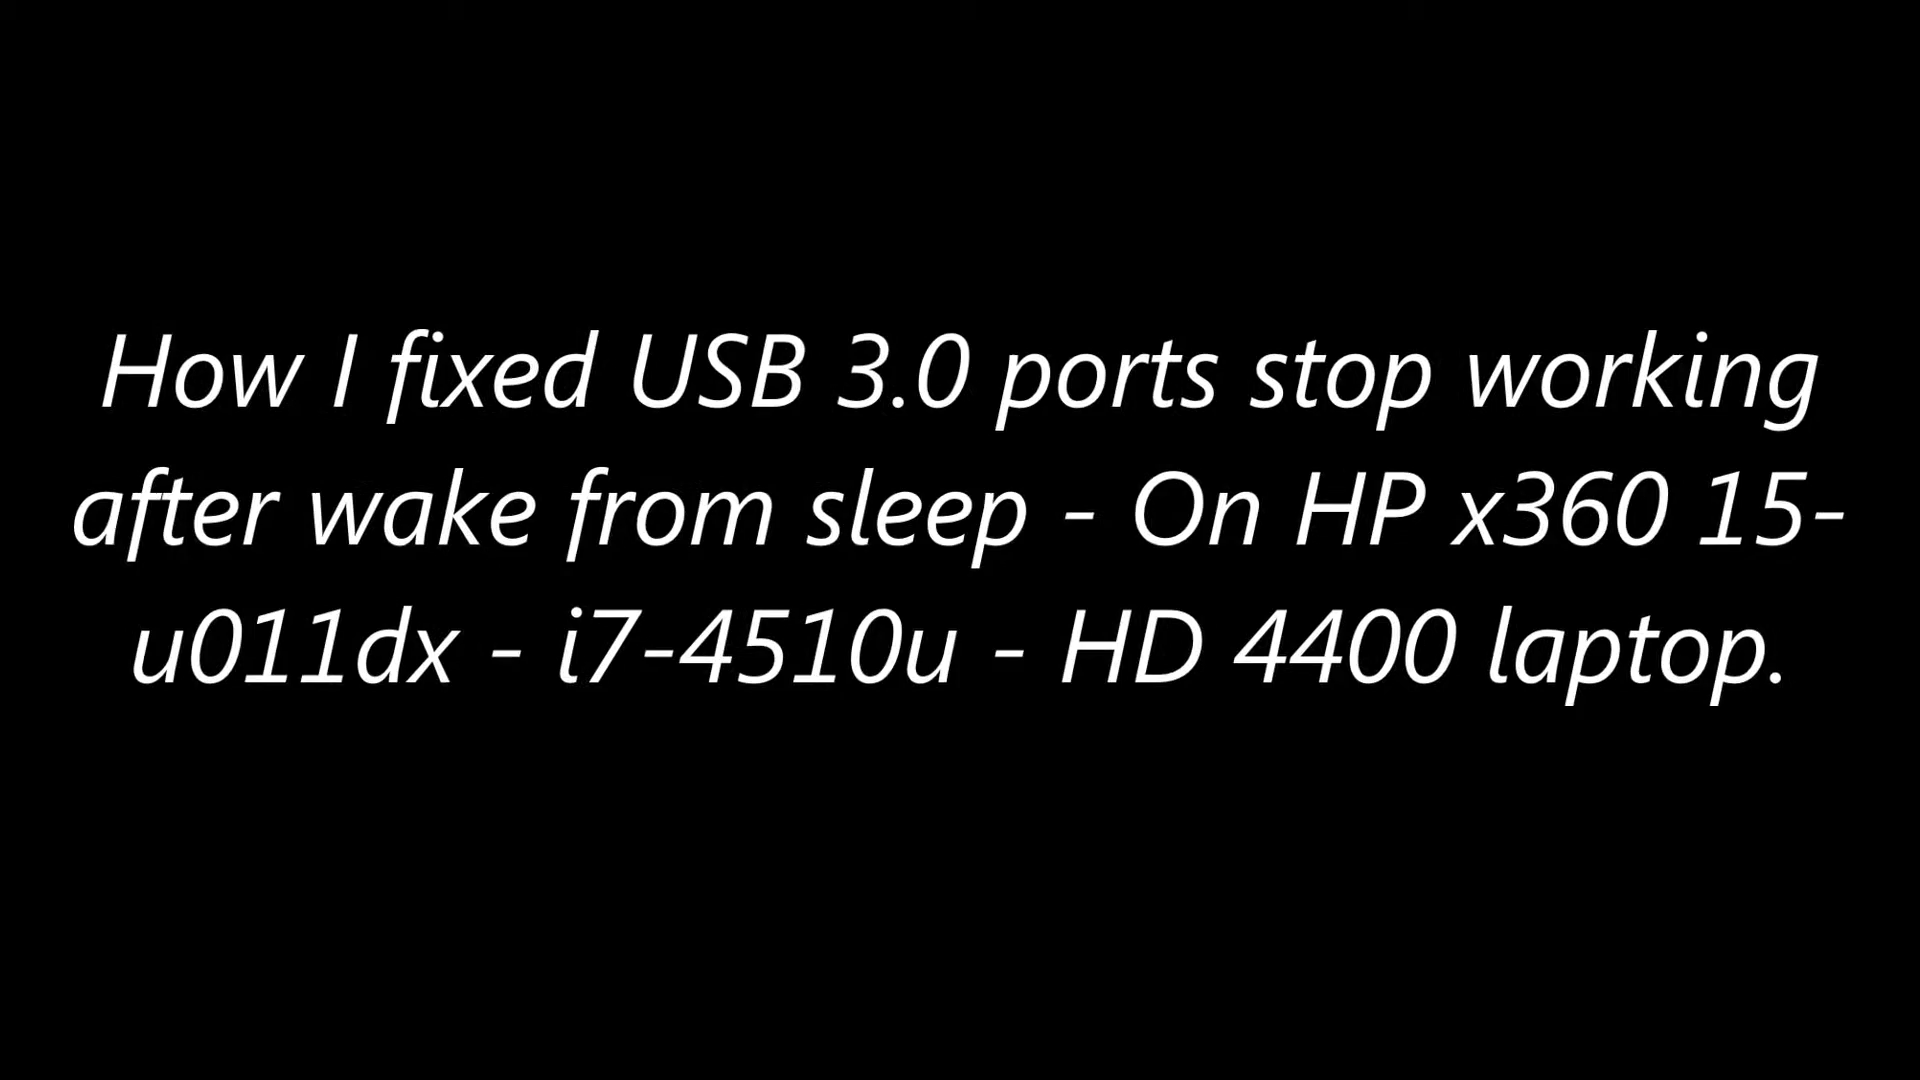 How I fixed USB 3.0 ports stop working
after wake from sleep - On HP x360 15-
u011dx - i7-4510u - HD 4400 laptop.